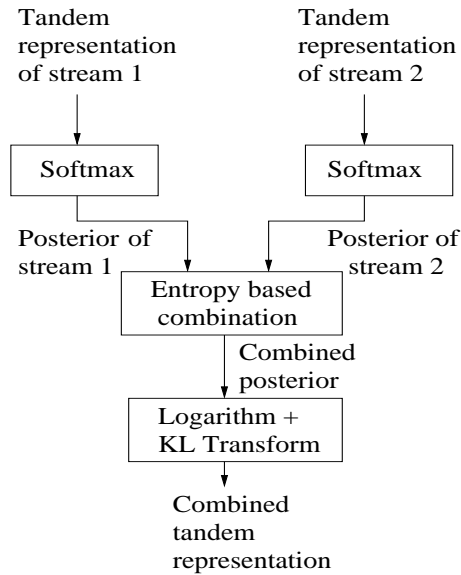 Tandem
representation
of stream 1
Tandem
representation
of stream 2
Softmax
Softmax
Posterior of
stream 1
Posterior of
stream 2
Entropy based
combination
Combined
posterior
Logarithm +
KL Transform
Combined
tandem
representation